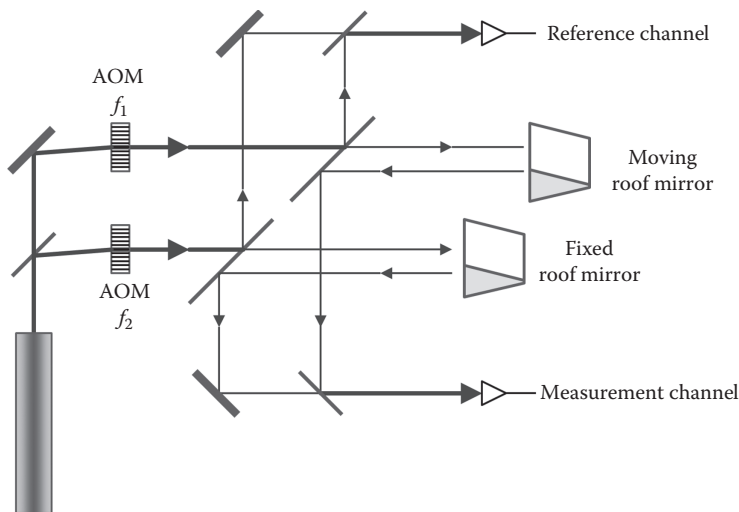 Reference channel
AOM
f1
Moving
roof mirror
Fixed
roof mirror
AOM
f2
Measurement channel